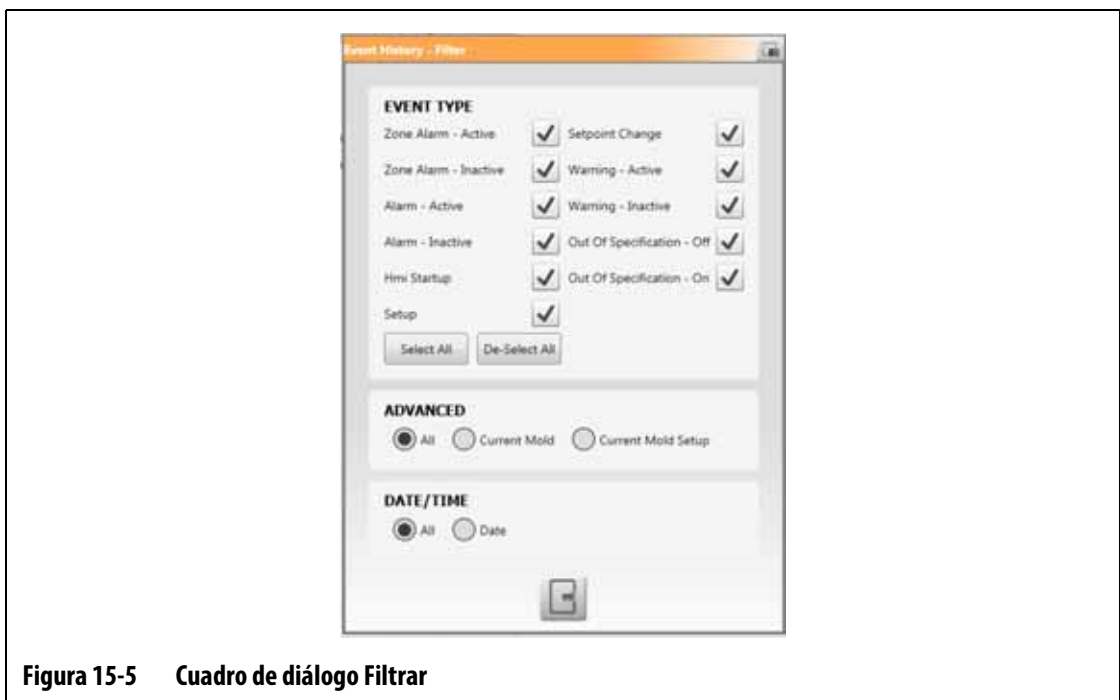 Event History - Filter
EVENT TYPE
Zone Alarm - Active
Setpoint Change
Zone Alarm - Inactive
Warning - Active
Alarm - Active
Warning - Inactive
Alarm - Inactive
Out Of Specification - Off
Hmi Startup
Out Of Specification - On
Setup
Select All
De-Select All
ADVANCED
All
Current Mold
Current Mold Setup
DATE/TIME
All
Date
Figura 15-5 Cuadro de diálogo Filtrar